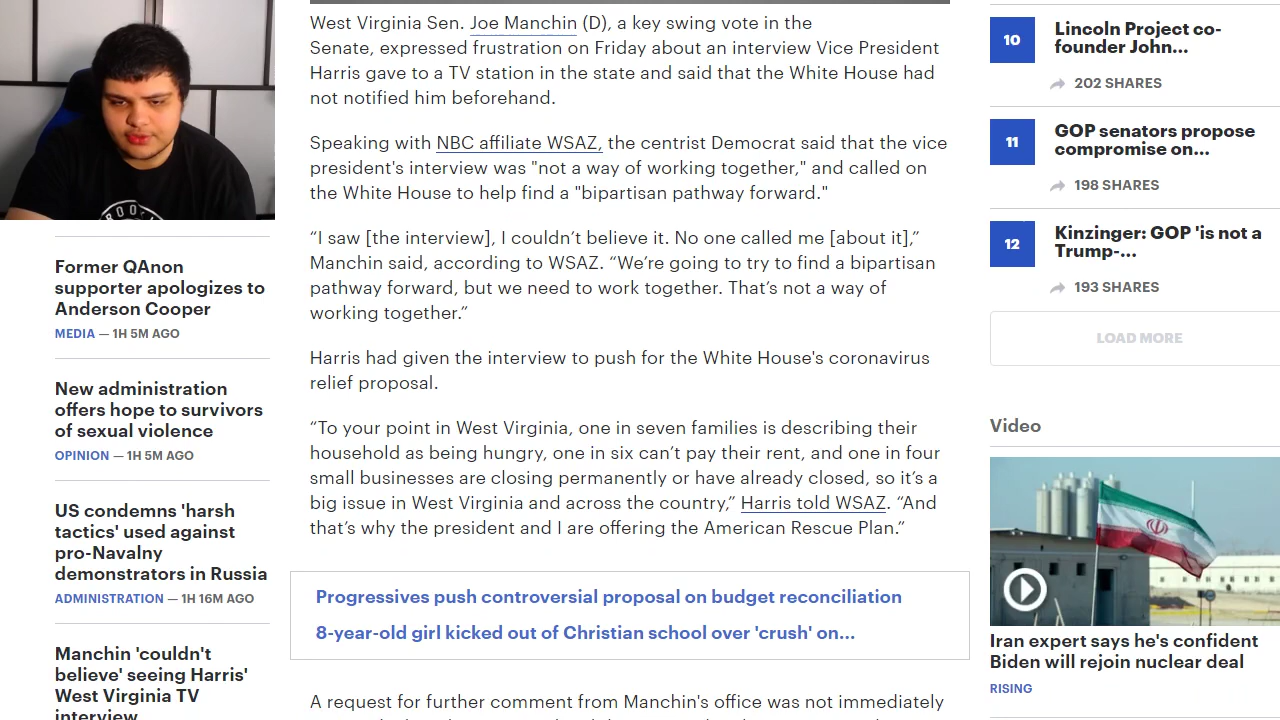 West Virginia Sen. Joe Manchin (D), a key swing vote in the
Senate, expressed frustration on Friday about an interview Vice President
Harris gave to a TV station in the state and said that the White House had
not notified him beforehand.
Speaking with NBC affiliate WSAZ, the centrist Democrat said that the vice
president's interview was "not a way of working together," and called on
the White House to help find a "bipartisan pathway forward."
“I saw [the interview], I couldn’t believe it. No one called me [about it],”
Manchin said, according to WSAZ. “We’re going to try to find a bipartisan
pathway forward, but we need to work together. That’s not a way of
working together.”
Harris had given the interview to push for the White House's coronavirus
relief proposal.
“To your point in West Virginia, one in seven families is describing their
household as being hungry, one in six can’t pay their rent, and one in four
small businesses are closing permanently or have already closed, so it’s a
big issue in West Virginia and across the country,” Harris told WSAZ. “And
that’s why the president and I are offering the American Rescue Plan.”
Progressives push controversial proposal on budget reconciliation
8-year-old girl kicked out of Christian school over 'crush' on...
A request for further comment from Manchin's office was not immediately
Former QAnon
supporter apologizes to
Anderson Cooper
MEDIA — 1H 5M AGO
New administration
offers hope to survivors
of sexual violence
OPINION — 1H 5M AGO
US condemns 'harsh
tactics' used against
pro-Navalny
demonstrators in Russia
ADMINISTRATION — 1H 16M AGO
Manchin 'couldn't
believe' seeing Harris'
West Virginia TV
interview
10
Lincoln Project co-
founder John...
202 SHARES
11
GOP senators propose
compromise on...
198 SHARES
12
Kinzinger: GOP 'is not a
Trump-...
193 SHARES
LOAD MORE
Video
Iran expert says he's confident
Biden will rejoin nuclear deal
RISING